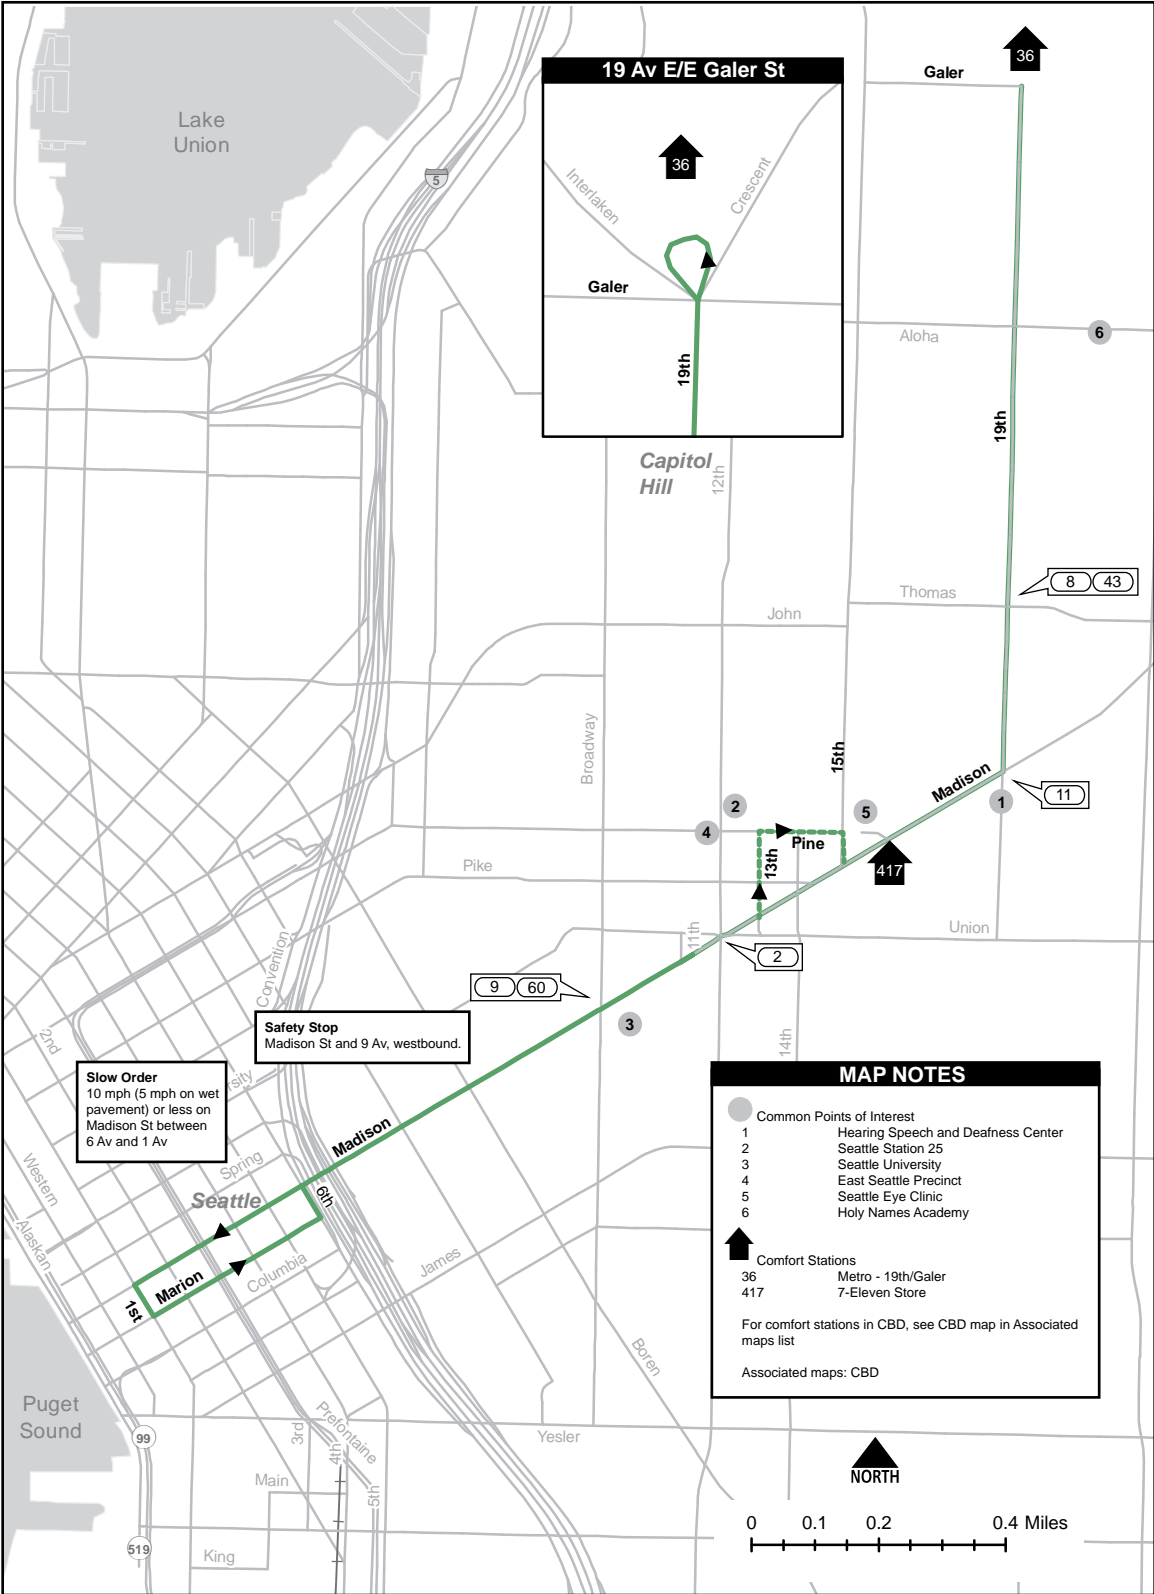 36
Galer
19 Av E/E Galer St
36
Interlaken
Crescent
Galer
19th
Lake
Union
5
Aloha
6
19th
Capitol
Hill
12th
8 43
Thomas
John
Broadway
15th
Madison
11
1
2
5
4
Pine
13th
417
Pike
Union
11th
2
Convention
9 60
3
14th
Safety Stop
Madison St and 9 Av, westbound.
2nd
Slow Order
10 mph (5 mph on wet
pavement) or less on
Madison St between
6 Av and 1 Av
rsity
Madison
Western
Spring
Seattle
6th
Alaskan
Marion
Columbia
James
1st
Boren
MAP NOTES
Common Points of Interest
1 Hearing Speech and Deafness Center
2 Seattle Station 25
3 Seattle University
4 East Seattle Precinct
5 Seattle Eye Clinic
6 Holy Names Academy
Comfort Stations
36 Metro - 19th/Galer
417 7-Eleven Store
For comfort stations in CBD, see CBD map in Associated
maps list
Associated maps: CBD
Puget
Sound
99
3rd
Prefontaine
4th
Yesler
Main
5th
NORTH
519
King
0 0.1 0.2 0.4 Miles